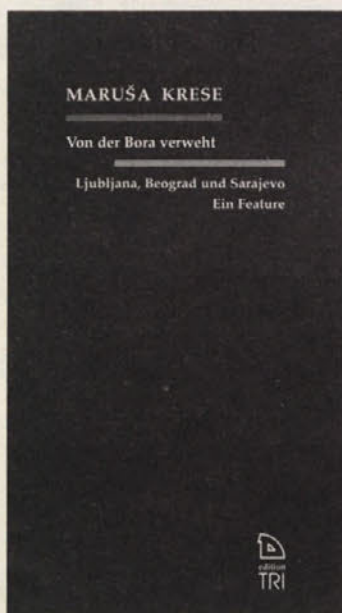 MARUŠA KRESE
Von der Bora verweht
Ljubljana, Beograd und Sarajevo
Ein Feature
edition
TRI